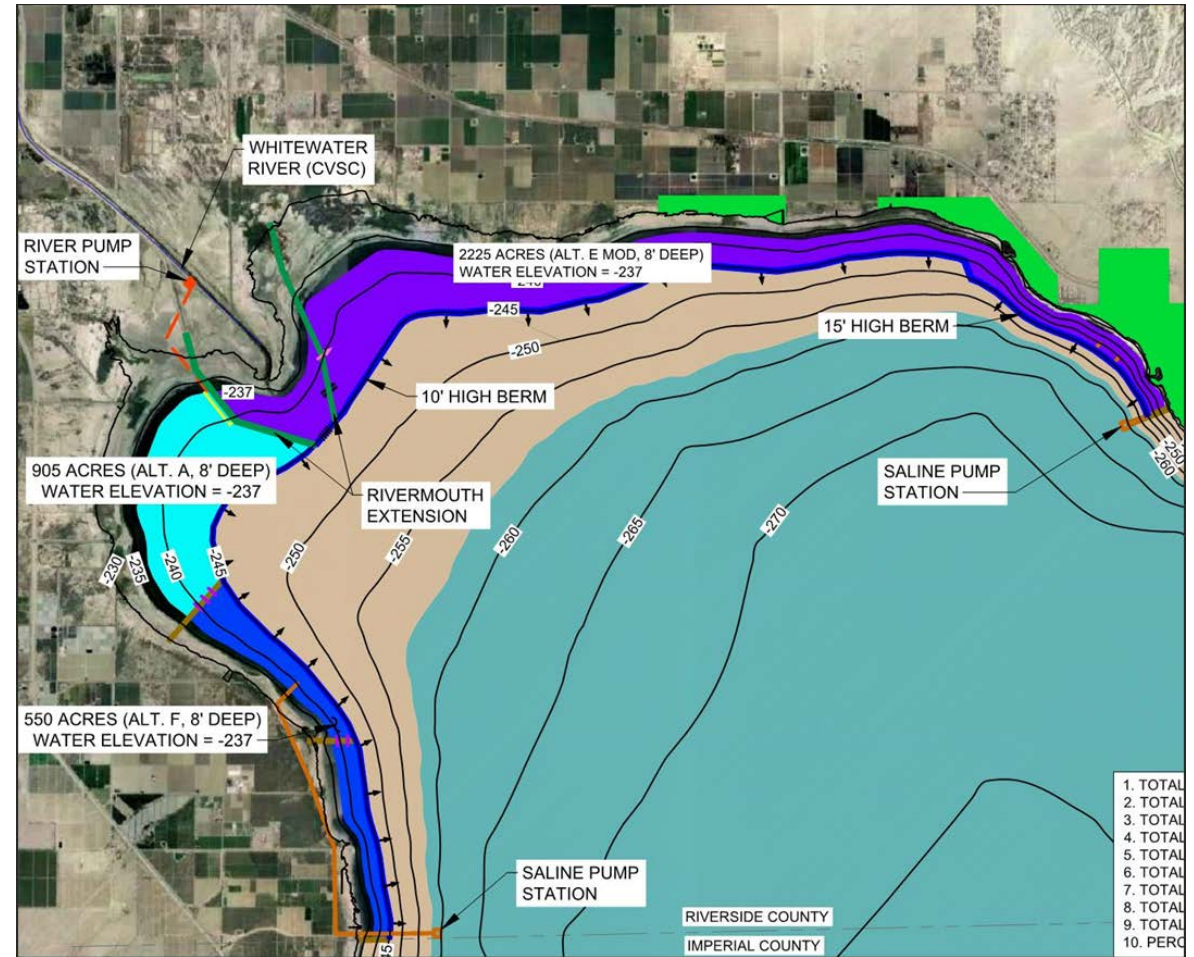 WHITEWATER
RIVER (CVSC)
RIVER PUMP
STATION
2225 ACRES (ALT. E MOD, 8' DEEP)
WATER ELEVATION = -237
-245
15' HIGH BERM
-250
-237
10' HIGH BERM
905 ACRES (ALT. A, 8' DEEP)
WATER ELEVATION = -237
RIVERMOUTH
EXTENSION
SALINE PUMP
STATION
-250
-260
-230
-235
-240
-245
-250
-255
-260
-265
-270
550 ACRES (ALT. F, 8' DEEP)
WATER ELEVATION = -237
SALINE PUMP
STATION
RIVERSIDE COUNTY
IMPERIAL COUNTY
45
1. TOTAL
2. TOTAL
3. TOTAL
4. TOTAL
5. TOTAL
6. TOTAL
7. TOTAL
8. TOTAL
9. TOTAL
10. PERC